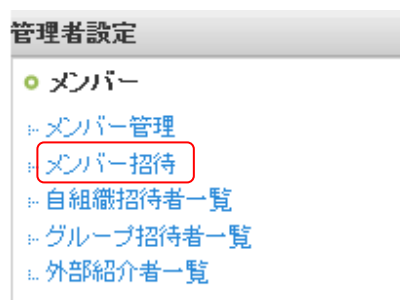 管理者設定
メンバー
メンバー管理
メンバー招待
自組織招待者一覧
グループ招待者一覧
外部紹介者一覧